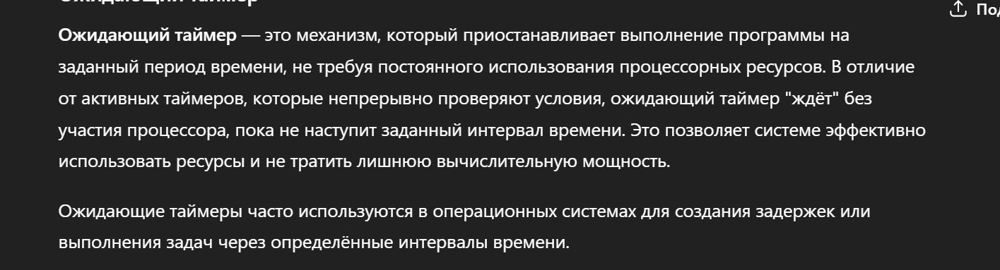 Ожидающий таймер
Под
Ожидающий таймер — это механизм, который приостанавливает выполнение программы на
заданный период времени, не требуя постоянного использования процессорных ресурсов. В отличие
от активных таймеров, которые непрерывно проверяют условия, ожидающий таймер "ждёт" без
участия процессора, пока не наступит заданный интервал времени. Это позволяет системе эффективно
использовать ресурсы и не тратить лишнюю вычислительную мощность.
Ожидающие таймеры часто используются в операционных системах для создания задержек или
выполнения задач через определённые интервалы времени.